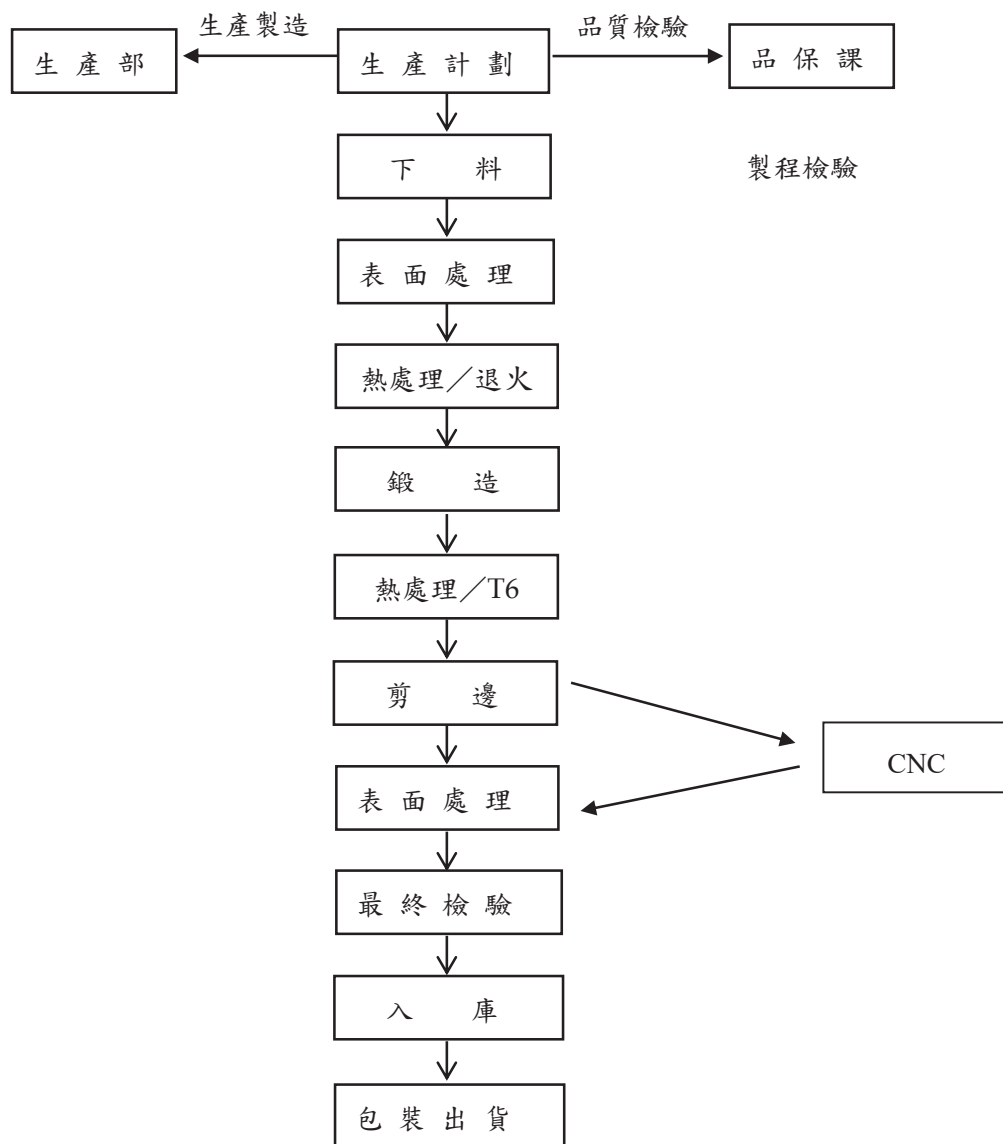 生產製造
品質檢驗
生產部
生產計劃
品保課
下料
製程檢驗
表面處理
熱處理／退火
鍛造
熱處理／T6
剪邊
CNC
表面處理
最終檢驗
入庫
包裝出貨